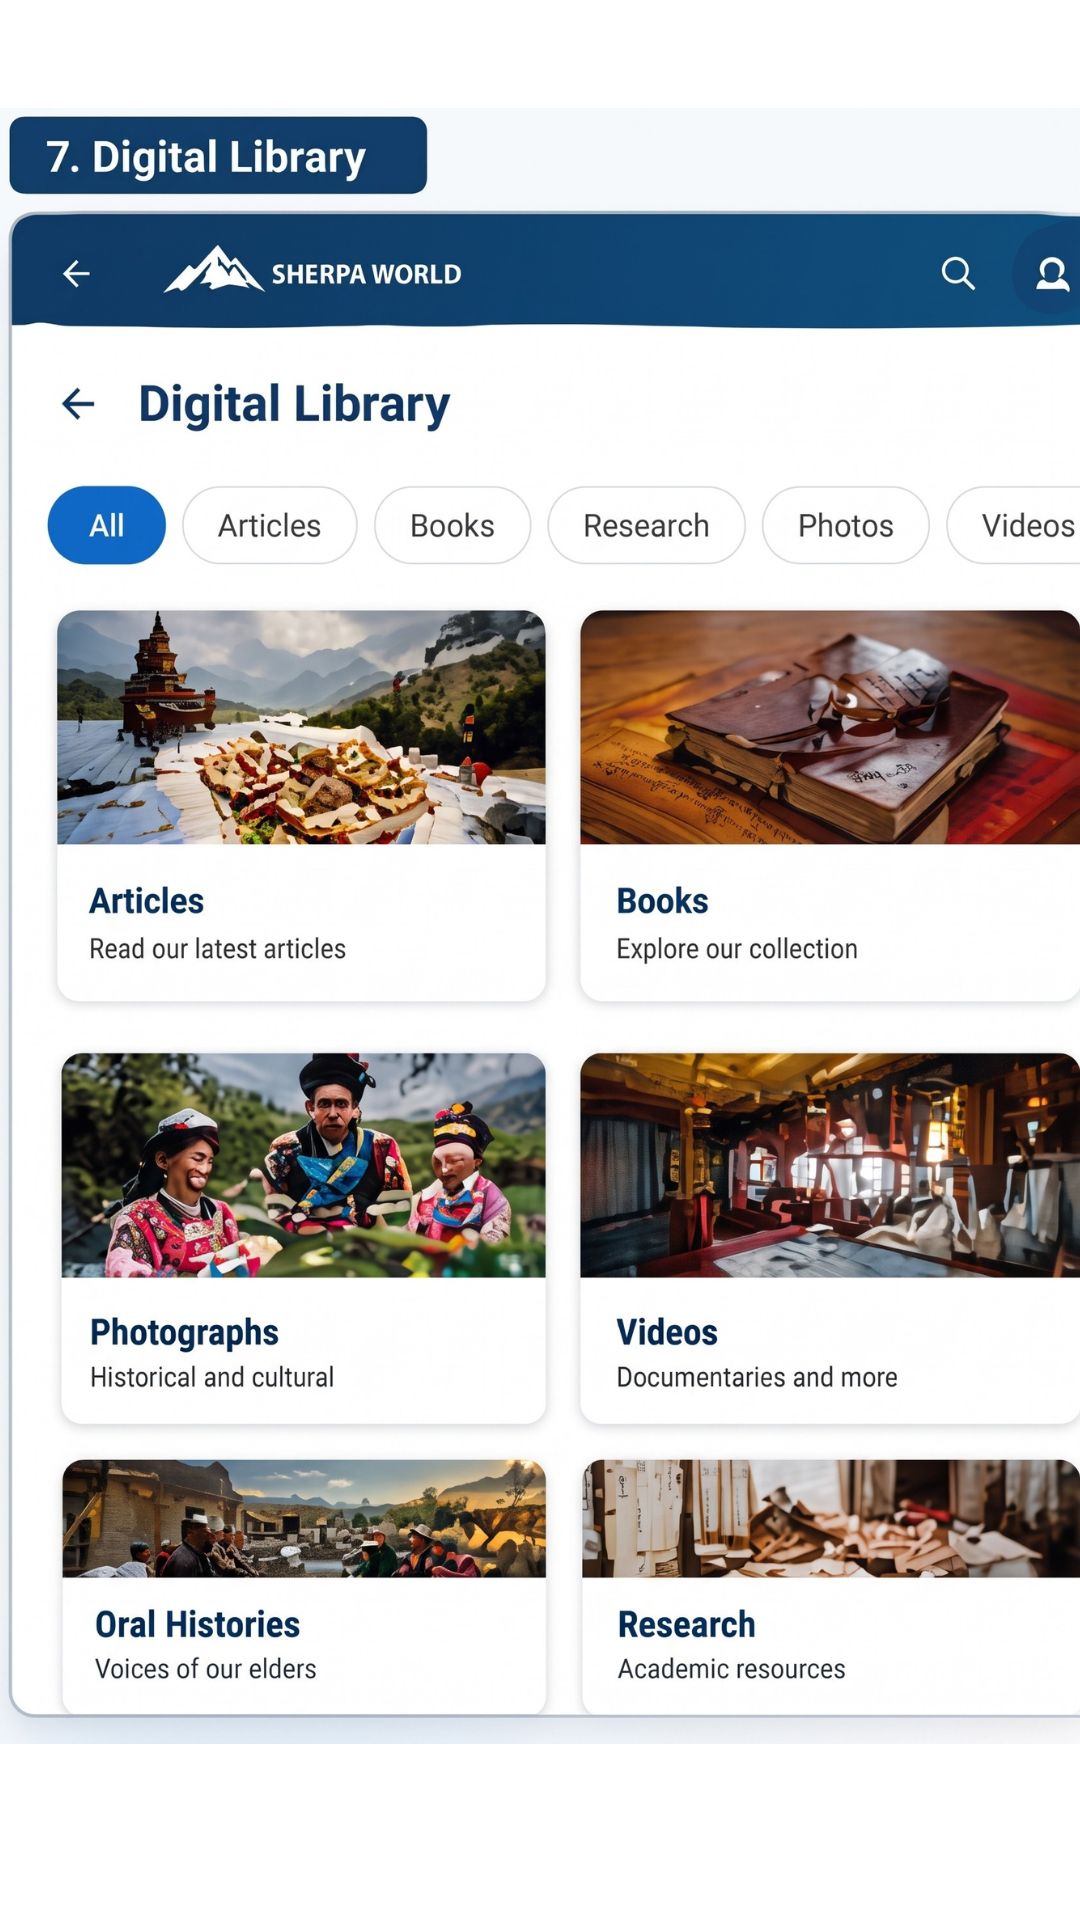 7. Digital Library
SHERPA WORLD
Digital Library
All Articles Books Research Photos Videos
Articles
Read our latest articles
Books
Explore our collection
Photographs
Historical and cultural
Videos
Documentaries and more
Oral Histories
Voices of our elders
Research
Academic resources